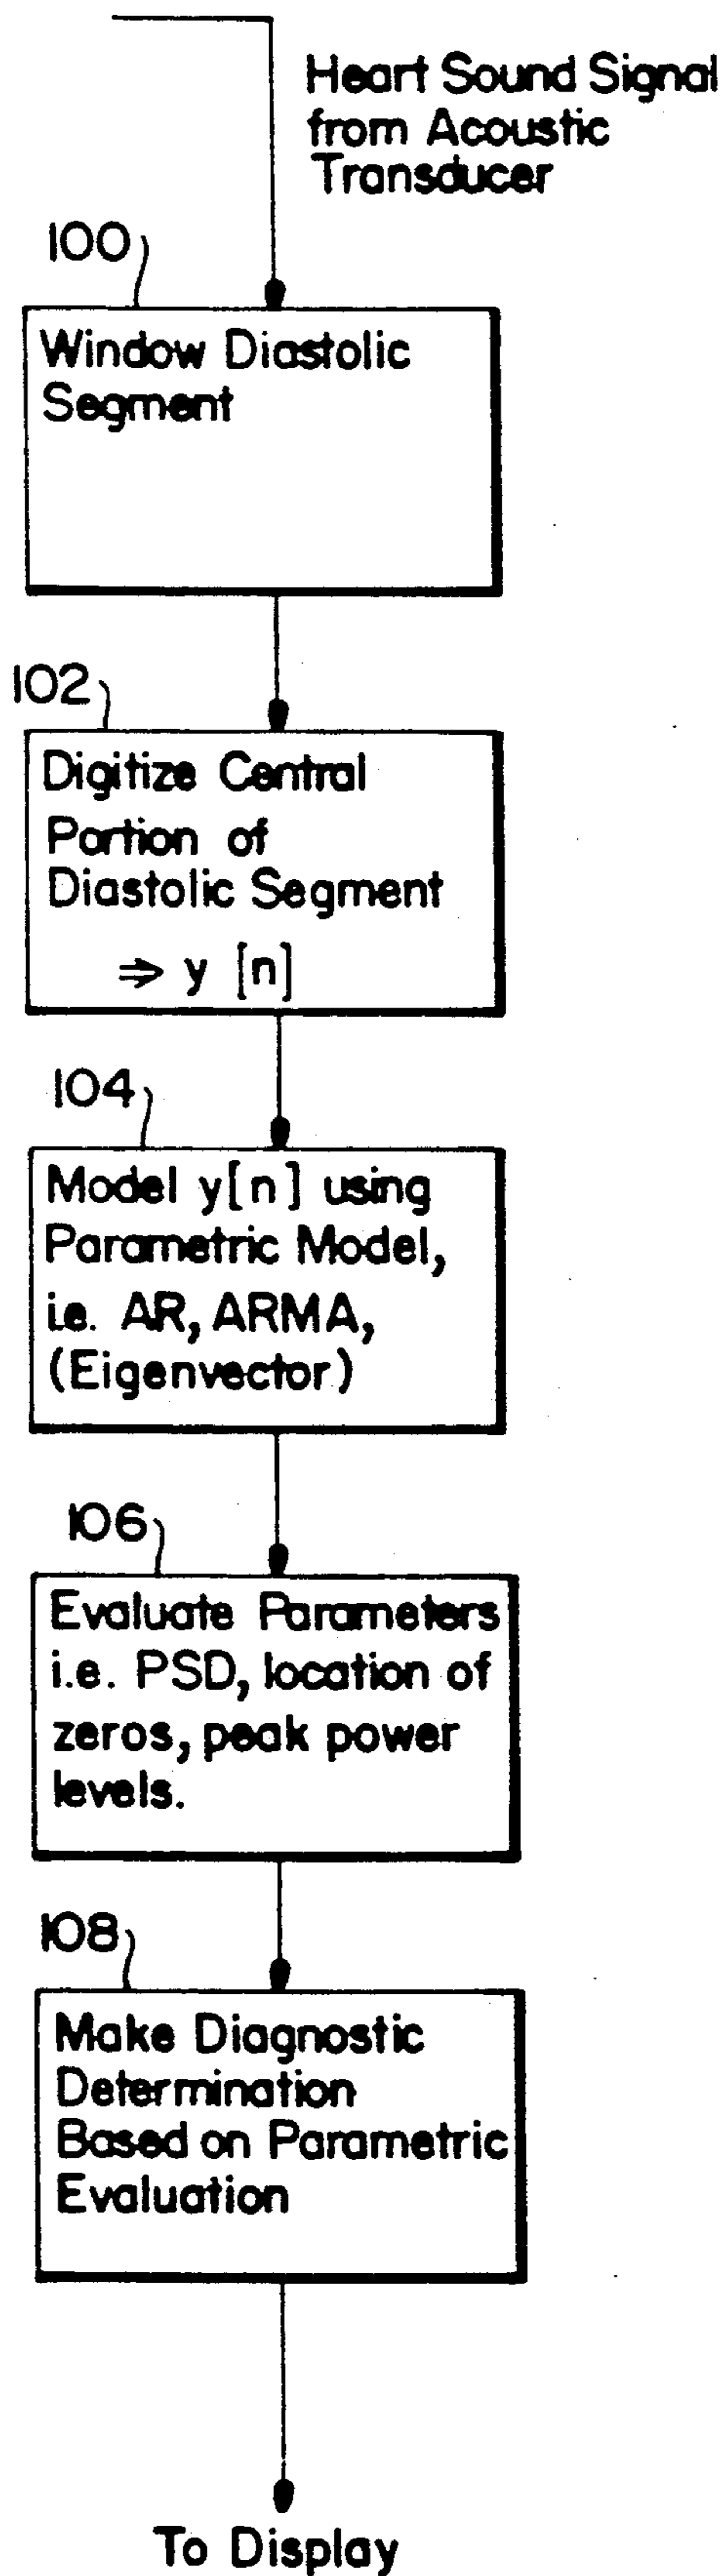 Heart Sound Signal
from Acoustic
Transducer
100
Window Diastolic
Segment
102
Digitize Central
Portion of
Diastolic Segment
⇒ y [n]
104
Model y[n] using
Parametric Model,
i.e. AR, ARMA,
(Eigenvector)
106
Evaluate Parameters
i.e. PSD, location of
zeros, peak power
levels.
108
Make Diagnostic
Determination
Based on Parametric
Evaluation
To Display